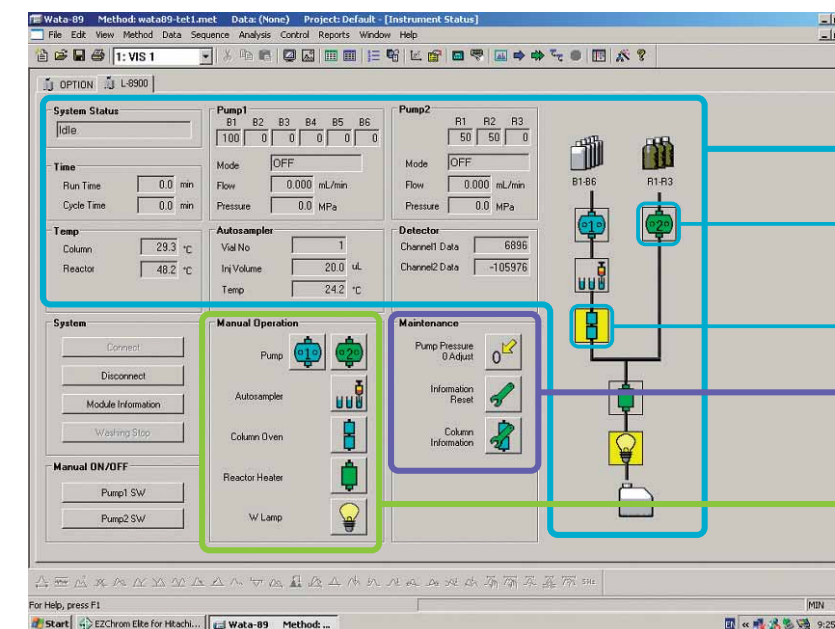 Wata-89 Method: wata89-tet1.met Data: (None) Project: Default - [Instrument Status]
File Edit View Method Data Sequence Analysis Control Reports Window Help
1: VIS 1
OPTION L-8900
System Status
Idle
Time
Run Time 0.0 min
Cycle Time 0.0 min
Temp
Column 29.3 °C
Reactor 48.2 °C
Pump1
B1 B2 B3 B4 B5 B6
100 0 0 0 0 0
Mode OFF
Flow 0.000 mL/min
Pressure 0.0 MPa
Autosampler
Vial No 1
Inj Volume 20.0 uL
Temp 24.2 °C
Pump2
R1 R2 R3
50 50 0
Mode OFF
Flow 0.000 mL/min
Pressure 0.0 MPa
Detector
Channel1 Data 6896
Channel2 Data -105976
B1-B6 R1-R3
1
2
System
Connect
Disconnect
Module Information
Washing Stop
Manual ON/OFF
Pump1 SW
Pump2 SW
Manual Operation
Pump 1 2
Autosampler
Column Oven
Reactor Heater
W Lamp
Maintenance
Pump Pressure
0 Adjust 0
Information
Reset
Column
Information
For Help, press F1
MIN
Start EZChrom Elite for Hitachi... Wata-89 Method: ... 9:25